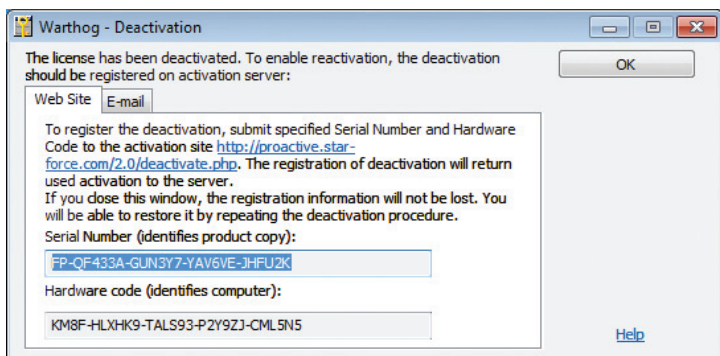 Warthog - Deactivation
The license has been deactivated. To enable reactivation, the deactivation
should be registered on activation server:
OK
Web Site
E-mail
To register the deactivation, submit specified Serial Number and Hardware
Code to the activation site http://proactive.star-
force.com/2.0/deactivate.php. The registration of deactivation will return
used activation to the server.
If you close this window, the registration information will not be lost. You
will be able to restore it by repeating the deactivation procedure.
Serial Number (identifies product copy):
FP-QF433A-GUN3Y7-YAV6VE-JHFU2K
Hardware code (identifies computer):
KM8F-HLXHK9-TALS93-P2Y9ZJ-CML5N5
Help